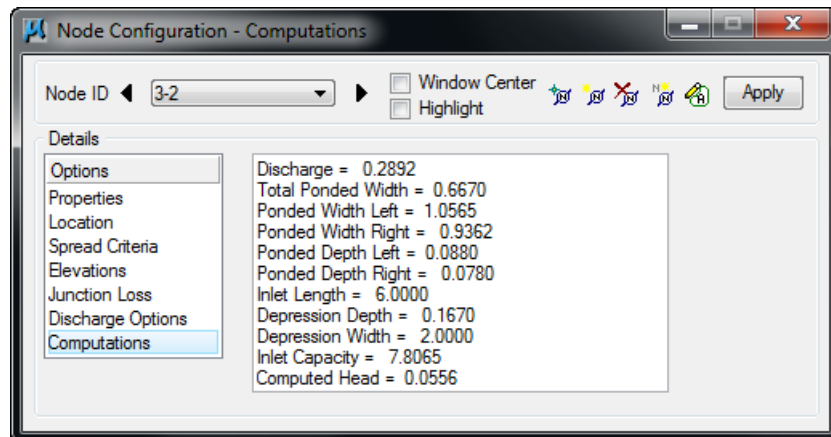 Node Configuration - Computations
Node ID 3-2 Window Center Apply
Highlight
Details
Options
Properties
Location
Spread Criteria
Elevations
Junction Loss
Discharge Options
Computations
Discharge = 0.2892
Total Ponded Width = 0.6670
Ponded Width Left = 1.0565
Ponded Width Right = 0.9362
Ponded Depth Left = 0.0880
Ponded Depth Right = 0.0780
Inlet Length = 6.0000
Depression Depth = 0.1670
Depression Width = 2.0000
Inlet Capacity = 7.8065
Computed Head = 0.0556